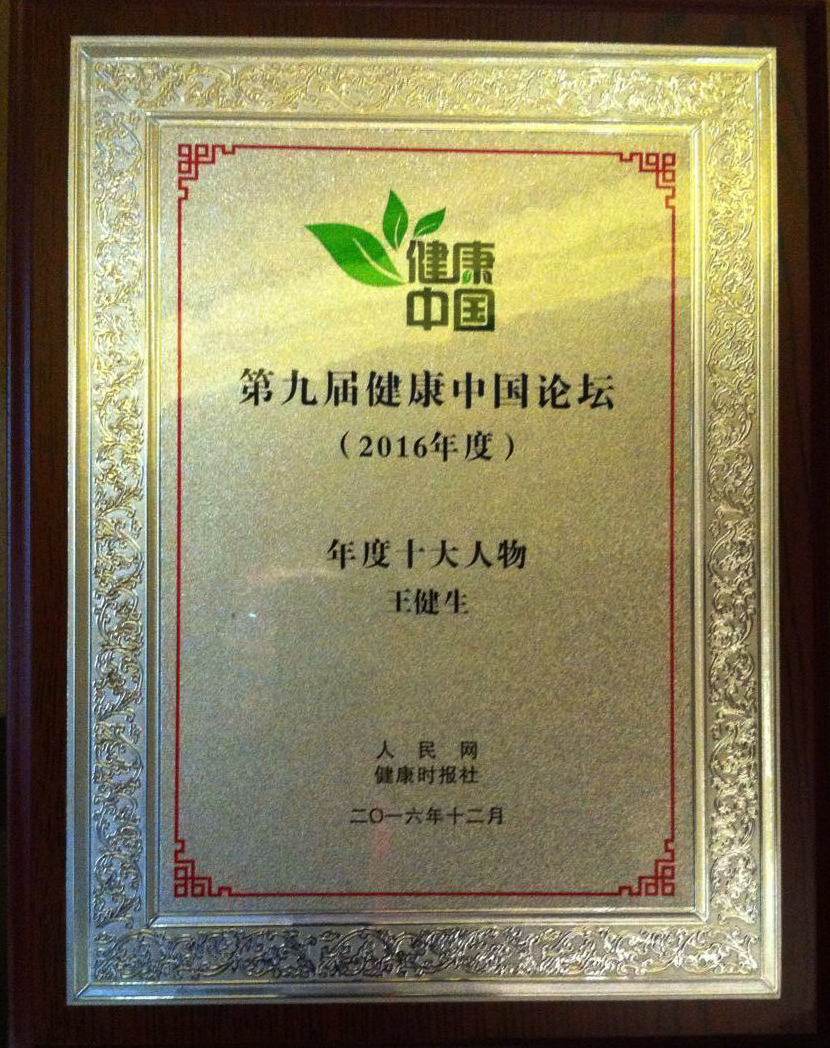 健康
中国
第九届健康中国论坛
（2016年度）
年度十大人物
王健生
人民网
健康时报社
二〇一六年十二月